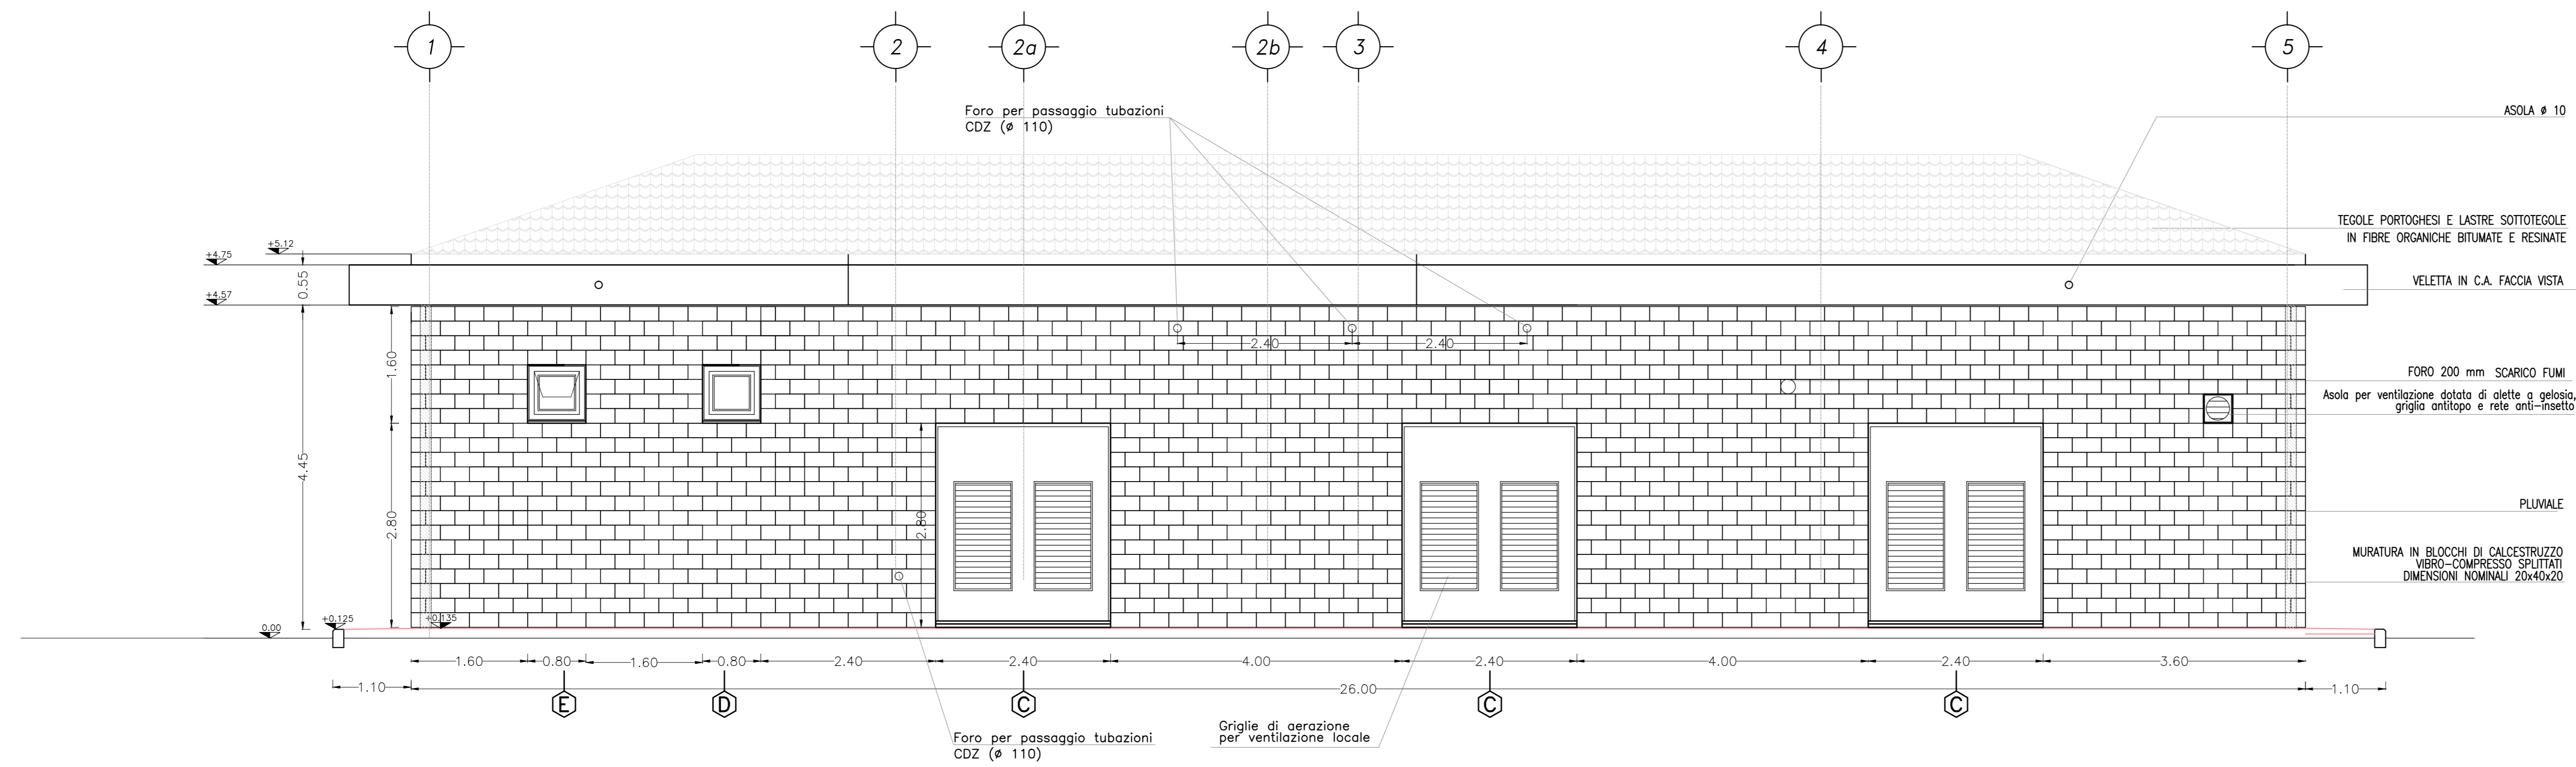 1 2 2a 2b 3 4 5
Foro per passaggio tubazioni
CDZ (ø 110)
ASOLA ø 10
TEGOLE PORTOGHESI E LASTRE SOTTOTEGOLE
IN FIBRE ORGANICHE BITUMATE E RESINATE
+5.12
+4.75
0.55
VELETTA IN C.A. FACCIA VISTA
+4.57
2.40 2.40
1.60
FORO 200 mm SCARICO FUMI
Asola per ventilazione dotata di alette a gelosia,
griglia antitopo e rete anti-insetto
4.45
2.80 2.80
PLUVIALE
MURATURA IN BLOCCHI DI CALCESTRUZZO
VIBRO-COMPRESSO SPLITTATI
DIMENSIONI NOMINALI 20x40x20
0.00 +0.125 +0.135
1.60 0.80 1.60 0.80 2.40 2.40 4.00 2.40 4.00 2.40 3.60
1.10 26.00 1.10
E D C C C
Foro per passaggio tubazioni
CDZ (ø 110)
Griglie di aerazione
per ventilazione locale